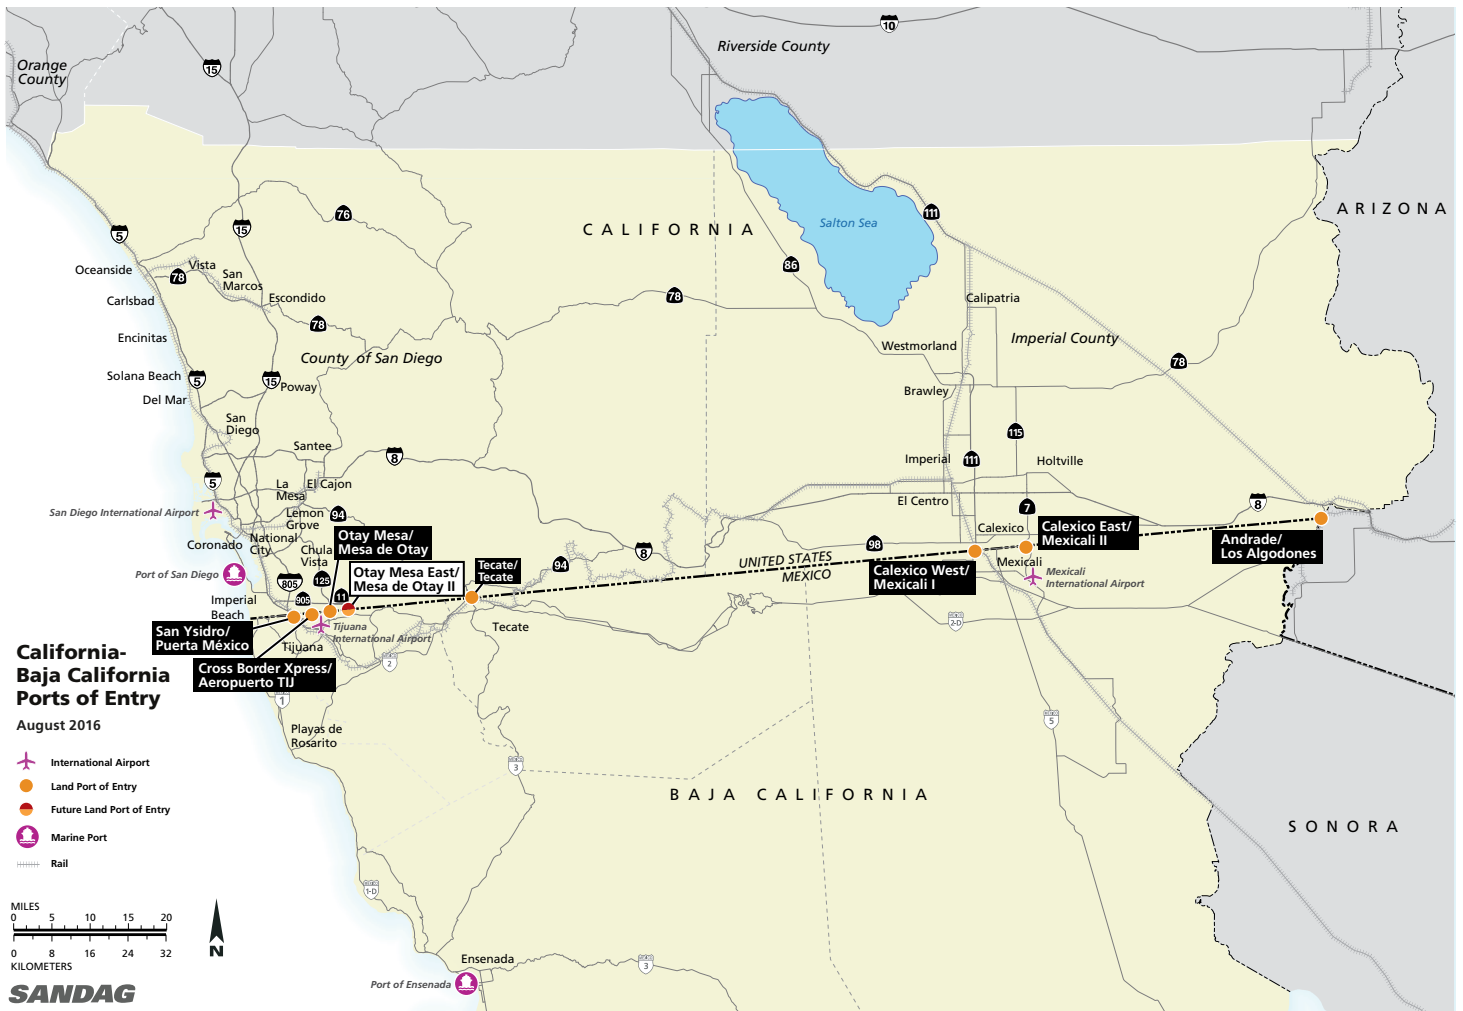 Orange
County
15
Riverside County
10
ARIZONA
CALIFORNIA
Salton Sea
111
76
5
15
86
78
Oceanside
Vista
78
San
Marcos
Escondido
Carlsbad
78
Calipatria
Encinitas
County of San Diego
Westmorland
Imperial County
78
Solana Beach
5
15
Poway
Brawley
Del Mar
San
Diego
Santee
8
115
Imperial
111
Holtville
5
La
Mesa
El Cajon
El Centro
8
7
San Diego International Airport
Lemon
Grove
94
Coronado
National
City
Chula
Vista
Otay Mesa/
Mesa de Otay
Calexico
Calexico East/
Mexicali II
Andrade/
Los Algodones
98
8
94
UNITED STATES
MEXICO
Port of San Diego
805
125
Otay Mesa East/
Mesa de Otay II
Tecate/
Tecate
Calexico West/
Mexicali I
Mexicali
Mexicali
International Airport
905
11
Imperial
Beach
San Ysidro/
Puerta México
Tijuana
International Airport
Tecate
2-D
Tijuana
2
Cross Border Xpress/
Aeropuerto TIJ
1
5
Playas de
Rosarito
3
BAJA CALIFORNIA
SONORA
1-D
Ensenada
3
Port of Ensenada
California-
Baja California
Ports of Entry
August 2016
International Airport
Land Port of Entry
Future Land Port of Entry
Marine Port
Rail
MILES
0 5 10 15 20
0 8 16 24 32
KILOMETERS
N
SANDAG